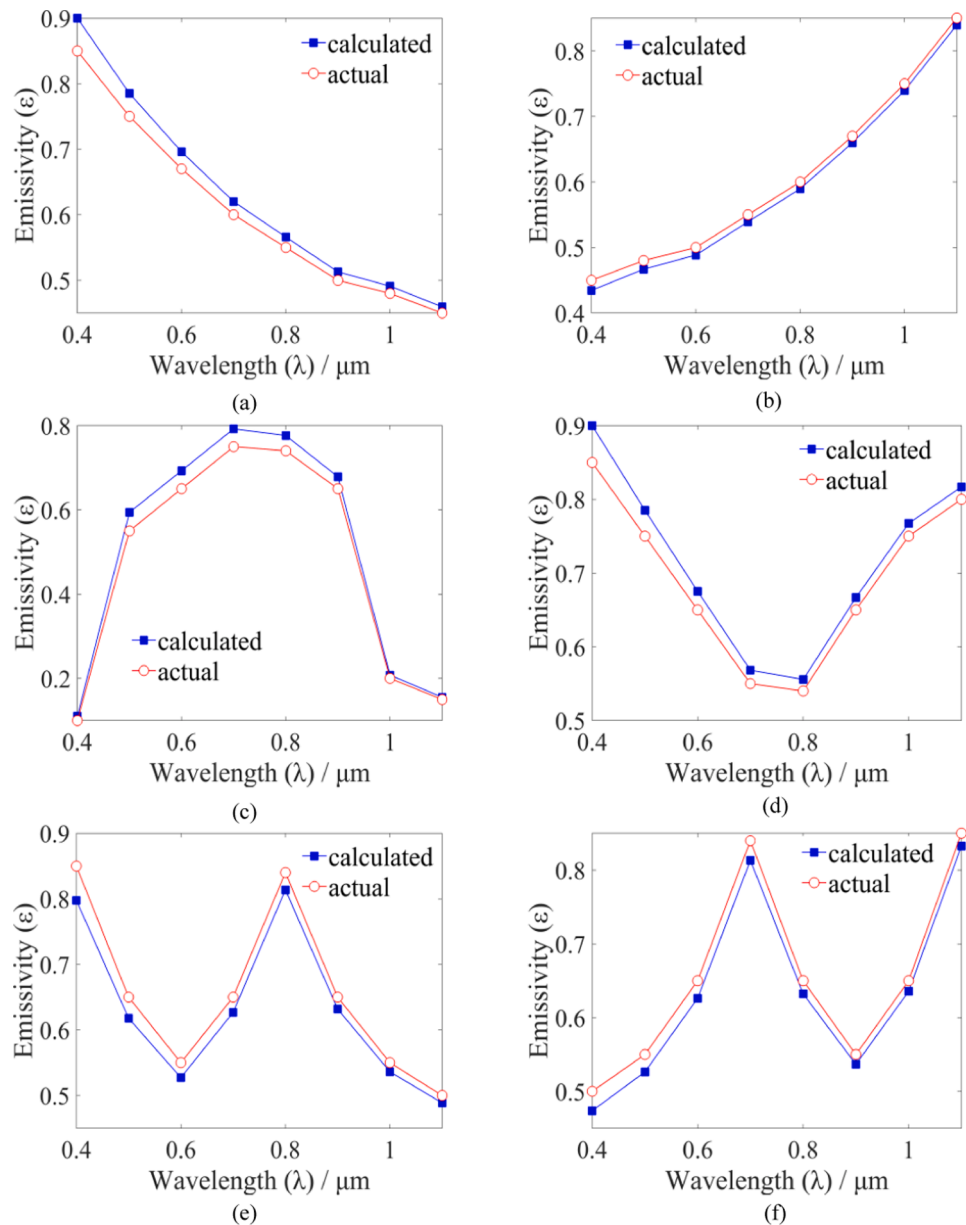 0.9
0.8
0.7
0.6
0.5
Emissivity (ε)
calculated
actual
0.4 0.6 0.8 1
Wavelength (λ) / μm
(a)
0.8
0.7
0.6
0.5
0.4
Emissivity (ε)
calculated
actual
0.4 0.6 0.8 1
Wavelength (λ) / μm
(b)
0.8
0.6
0.4
0.2
Emissivity (ε)
calculated
actual
0.4 0.6 0.8 1
Wavelength (λ) / μm
(c)
0.9
0.8
0.7
0.6
0.5
Emissivity (ε)
calculated
actual
0.4 0.6 0.8 1
Wavelength (λ) / μm
(d)
0.9
0.8
0.7
0.6
0.5
Emissivity (ε)
calculated
actual
0.4 0.6 0.8 1
Wavelength (λ) / μm
(e)
0.8
0.7
0.6
0.5
Emissivity (ε)
calculated
actual
0.4 0.6 0.8 1
Wavelength (λ) / μm
(f)